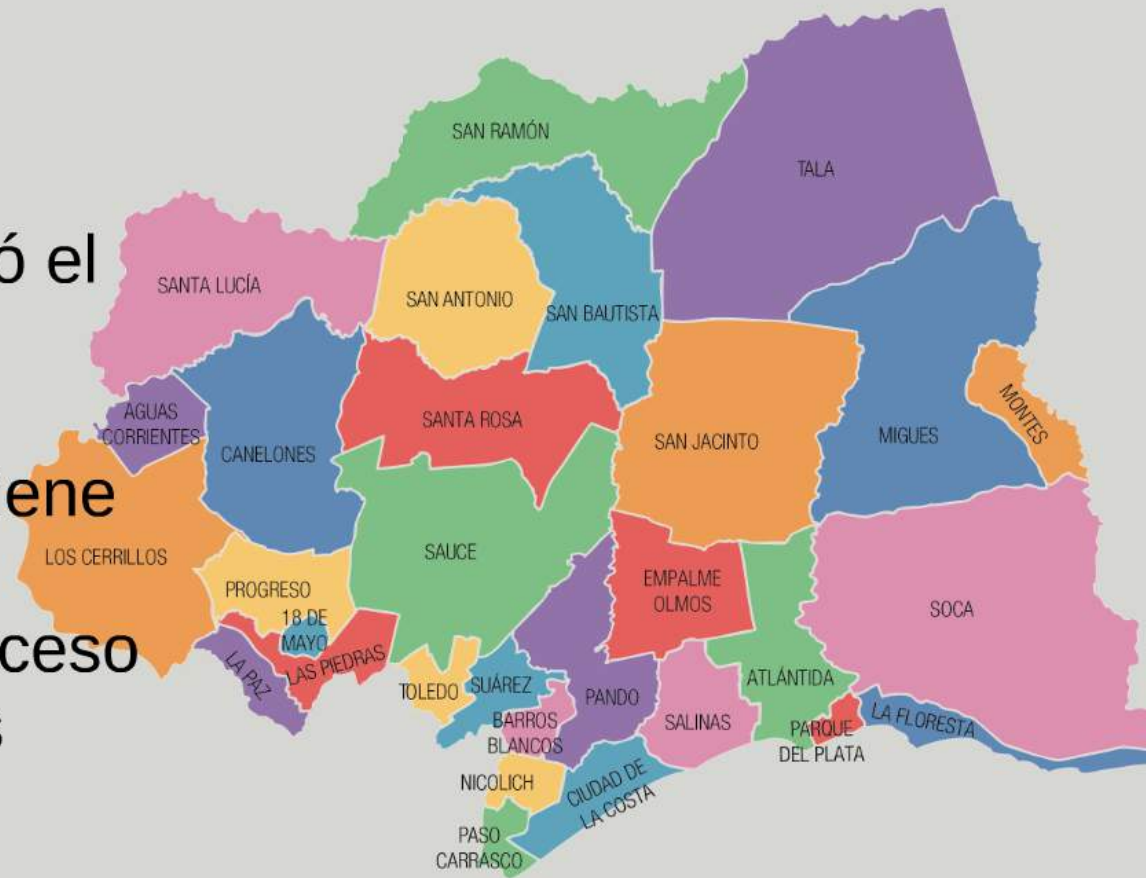 ó el
ene
ceso
s
SAN RAMÓN
TALA
SANTA LUCÍA
SAN ANTONIO
SAN BAUTISTA
AGUAS
CORRIENTES
CANELONES
SANTA ROSA
SAN JACINTO
MIGUES
MONTES
LOS CERRILLOS
PROGRESO
18 DE
MAYO
LA PAZ
LAS PIEDRAS
SAUCE
EMPALME
OLMOS
SOCA
TOLEDO
SUÁREZ
BARROS
BLANCOS
PANDO
SALINAS
ATLÁNTIDA
PARQUE
DEL PLATA
LA FLORESTA
NICOLICH
CIUDAD DE
LA COSTA
PASO
CARRASCO